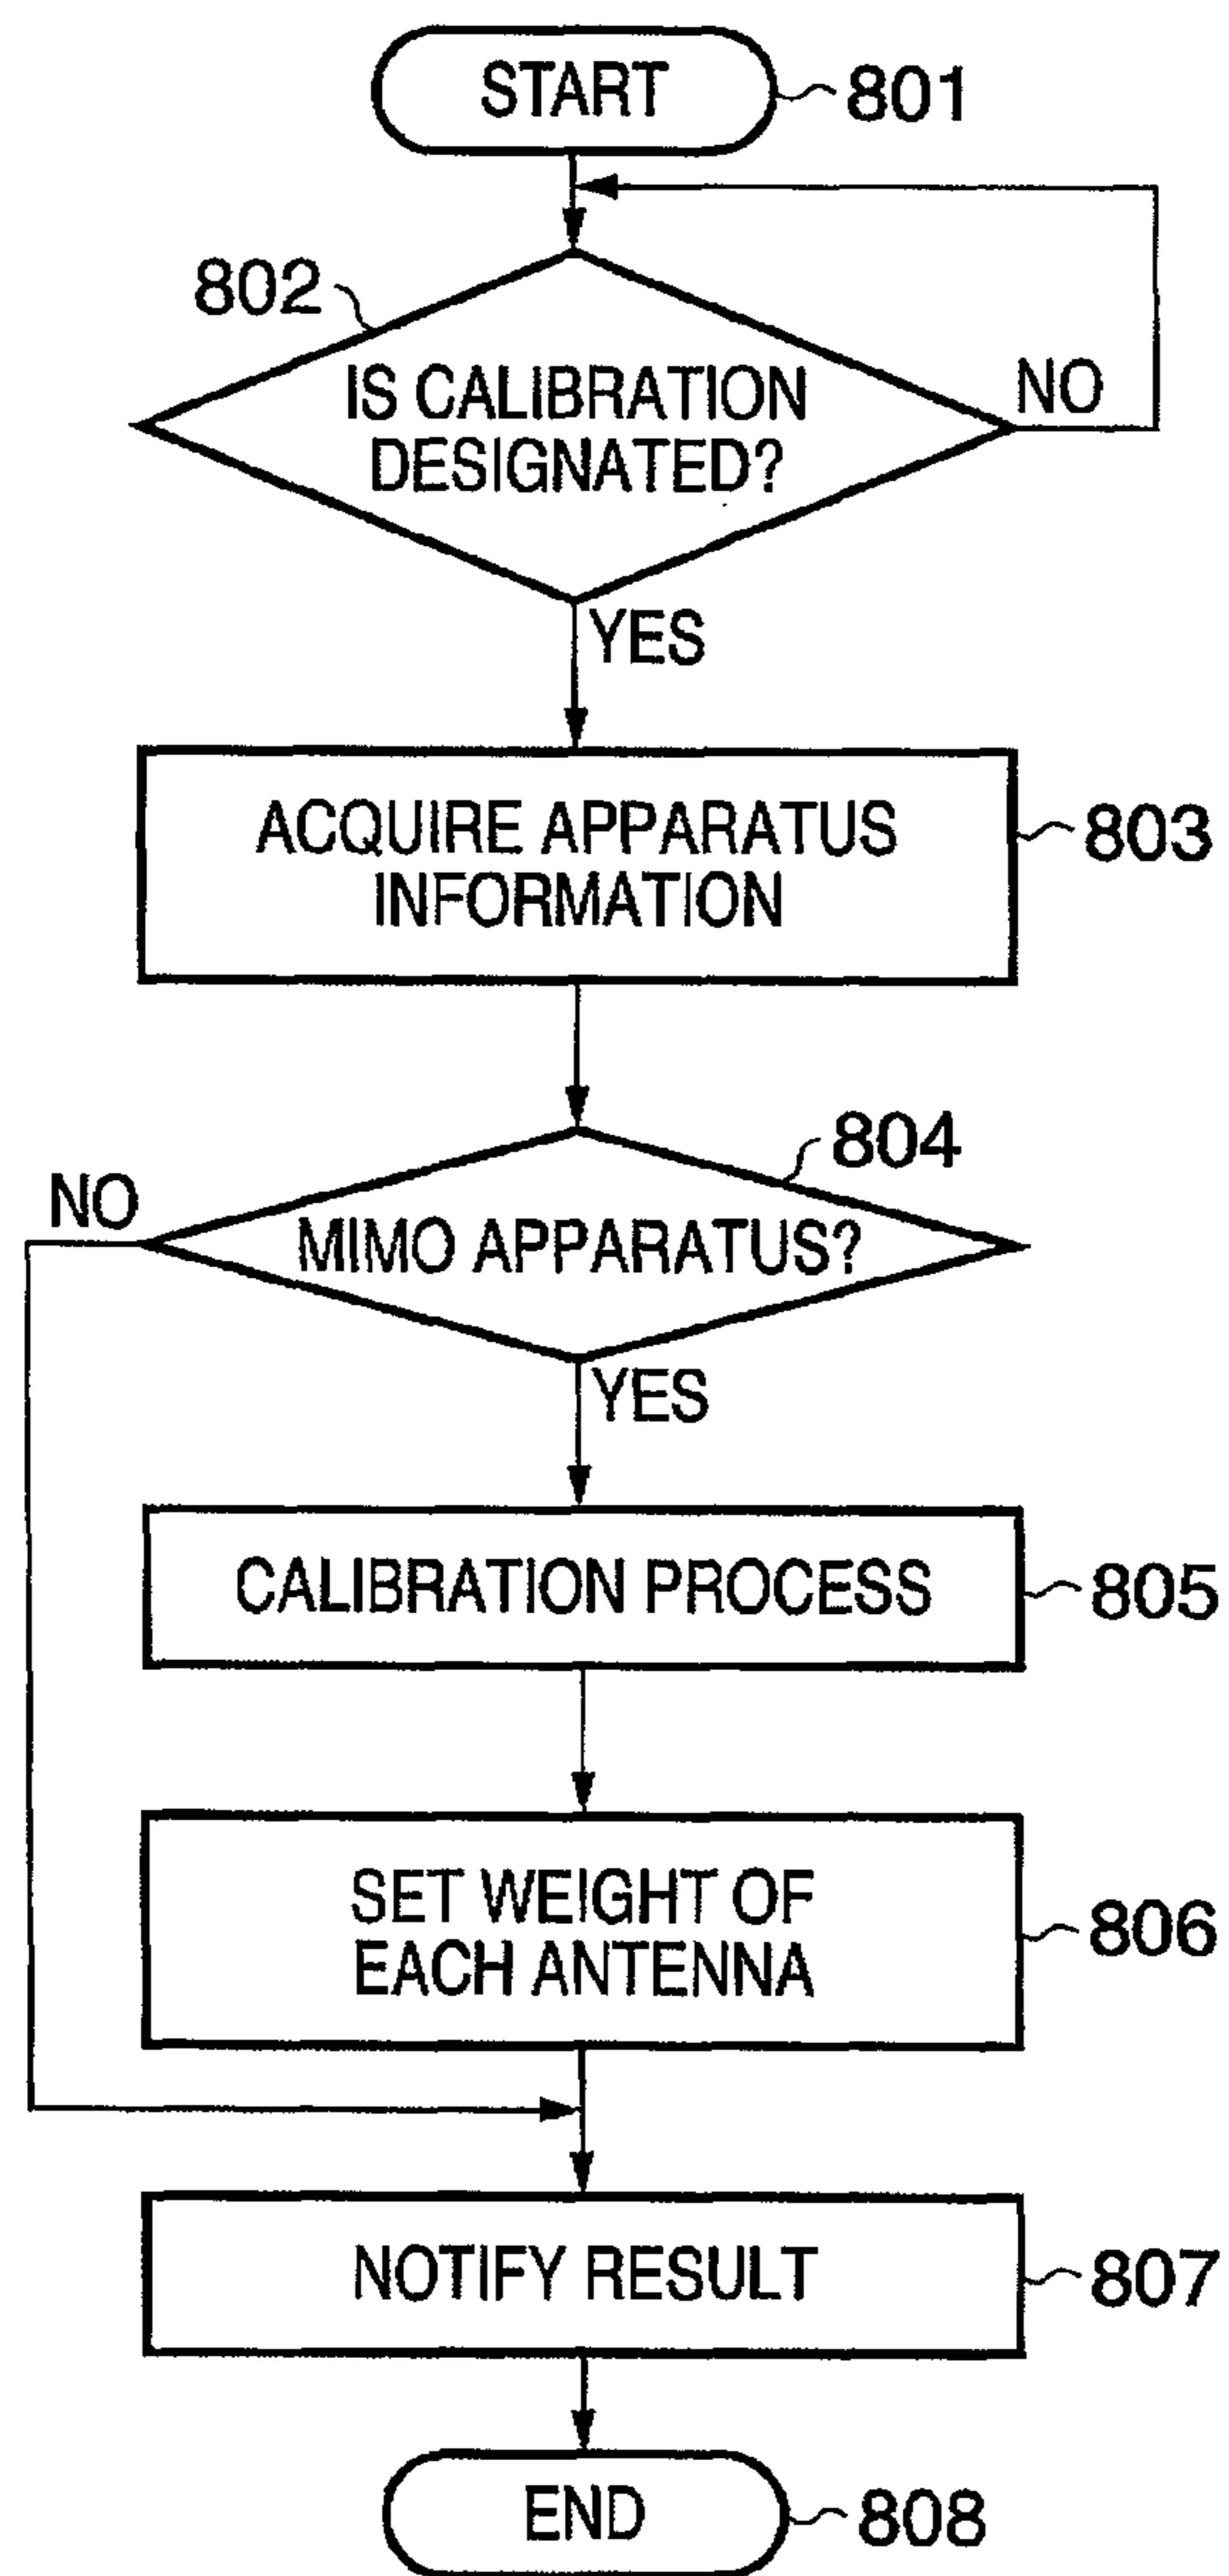 START
801
802
IS CALIBRATION
DESIGNATED?
NO
YES
ACQUIRE APPARATUS
INFORMATION
803
804
NO
MIMO APPARATUS?
YES
CALIBRATION PROCESS
805
SET WEIGHT OF
EACH ANTENNA
806
NOTIFY RESULT
807
END
808